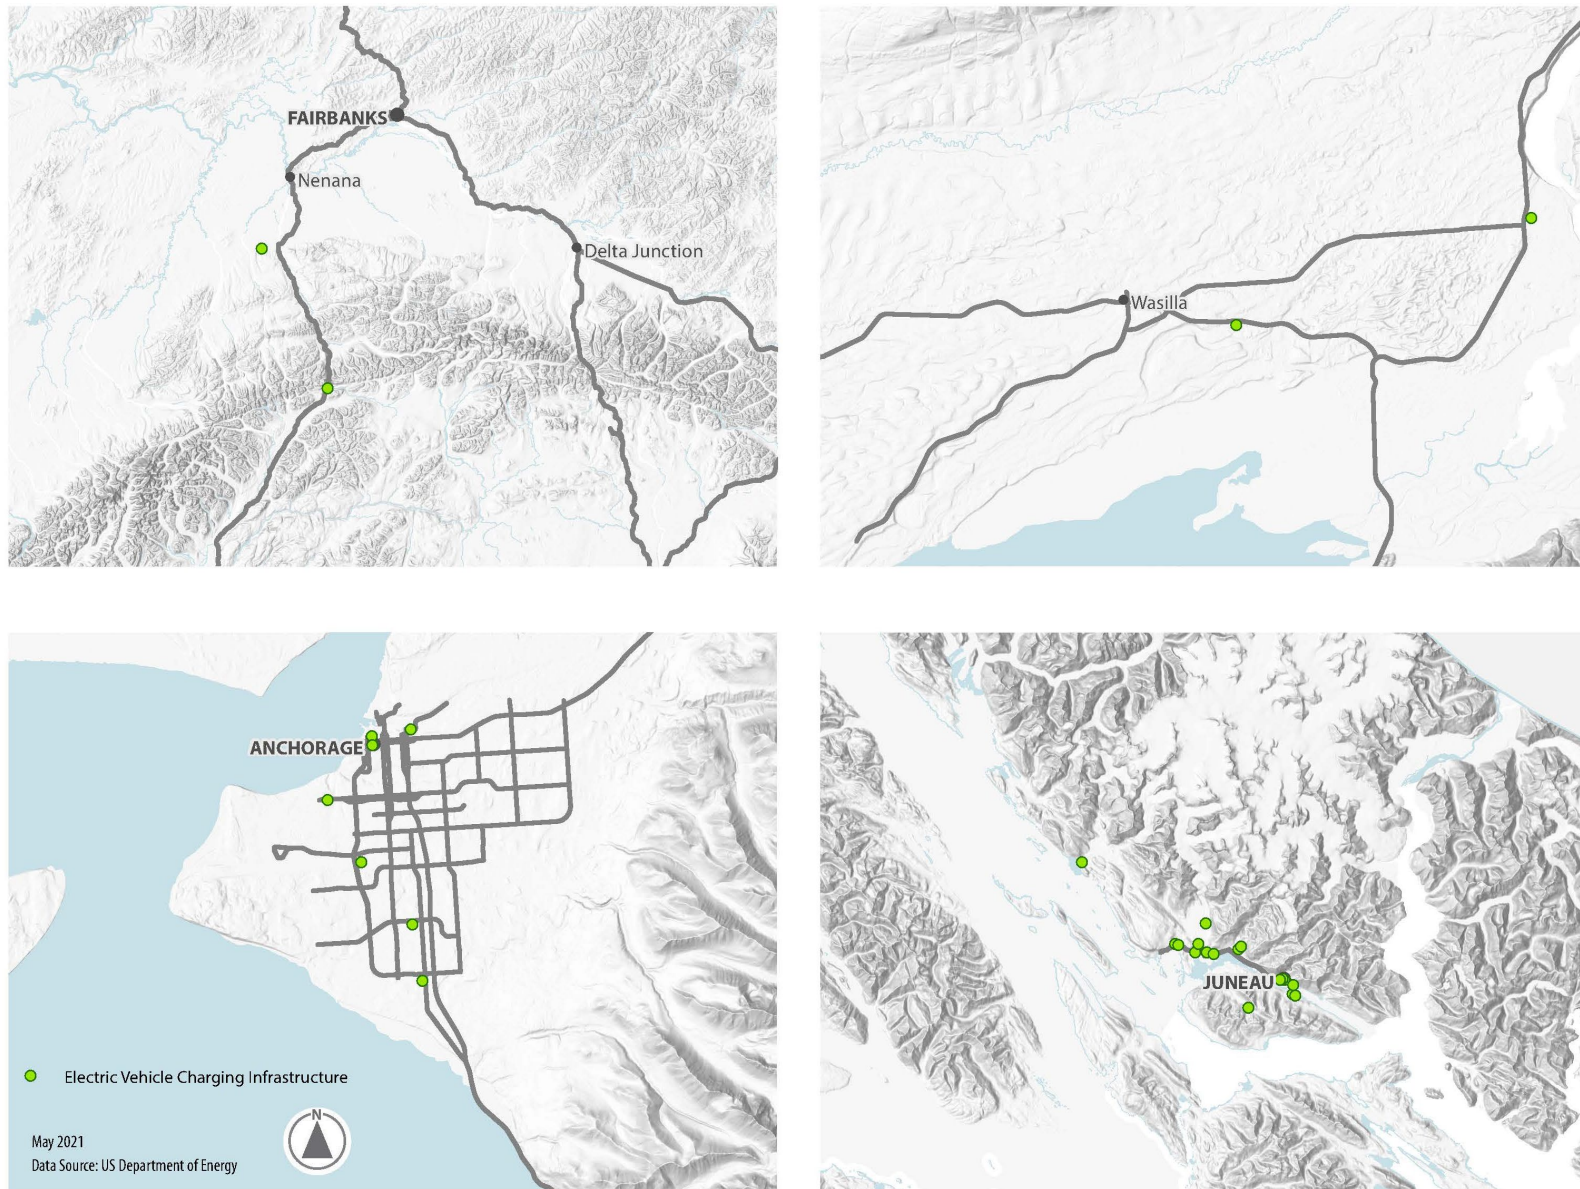 FAIRBANKS
Nenana
Delta Junction
Wasilla
ANCHORAGE
JUNEAU
Electric Vehicle Charging Infrastructure
N
May 2021
Data Source: US Department of Energy